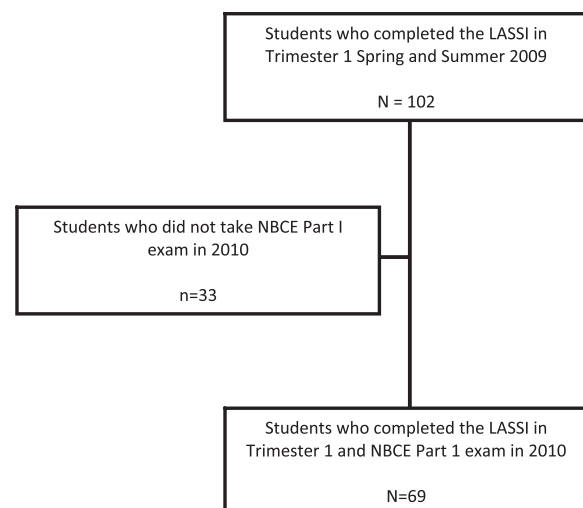 Students who completed the LASSI in
Trimester 1 Spring and Summer 2009
N = 102
Students who did not take NBCE Part I
exam in 2010
n=33
Students who completed the LASSI in
Trimester 1 and NBCE Part 1 exam in 2010
N=69